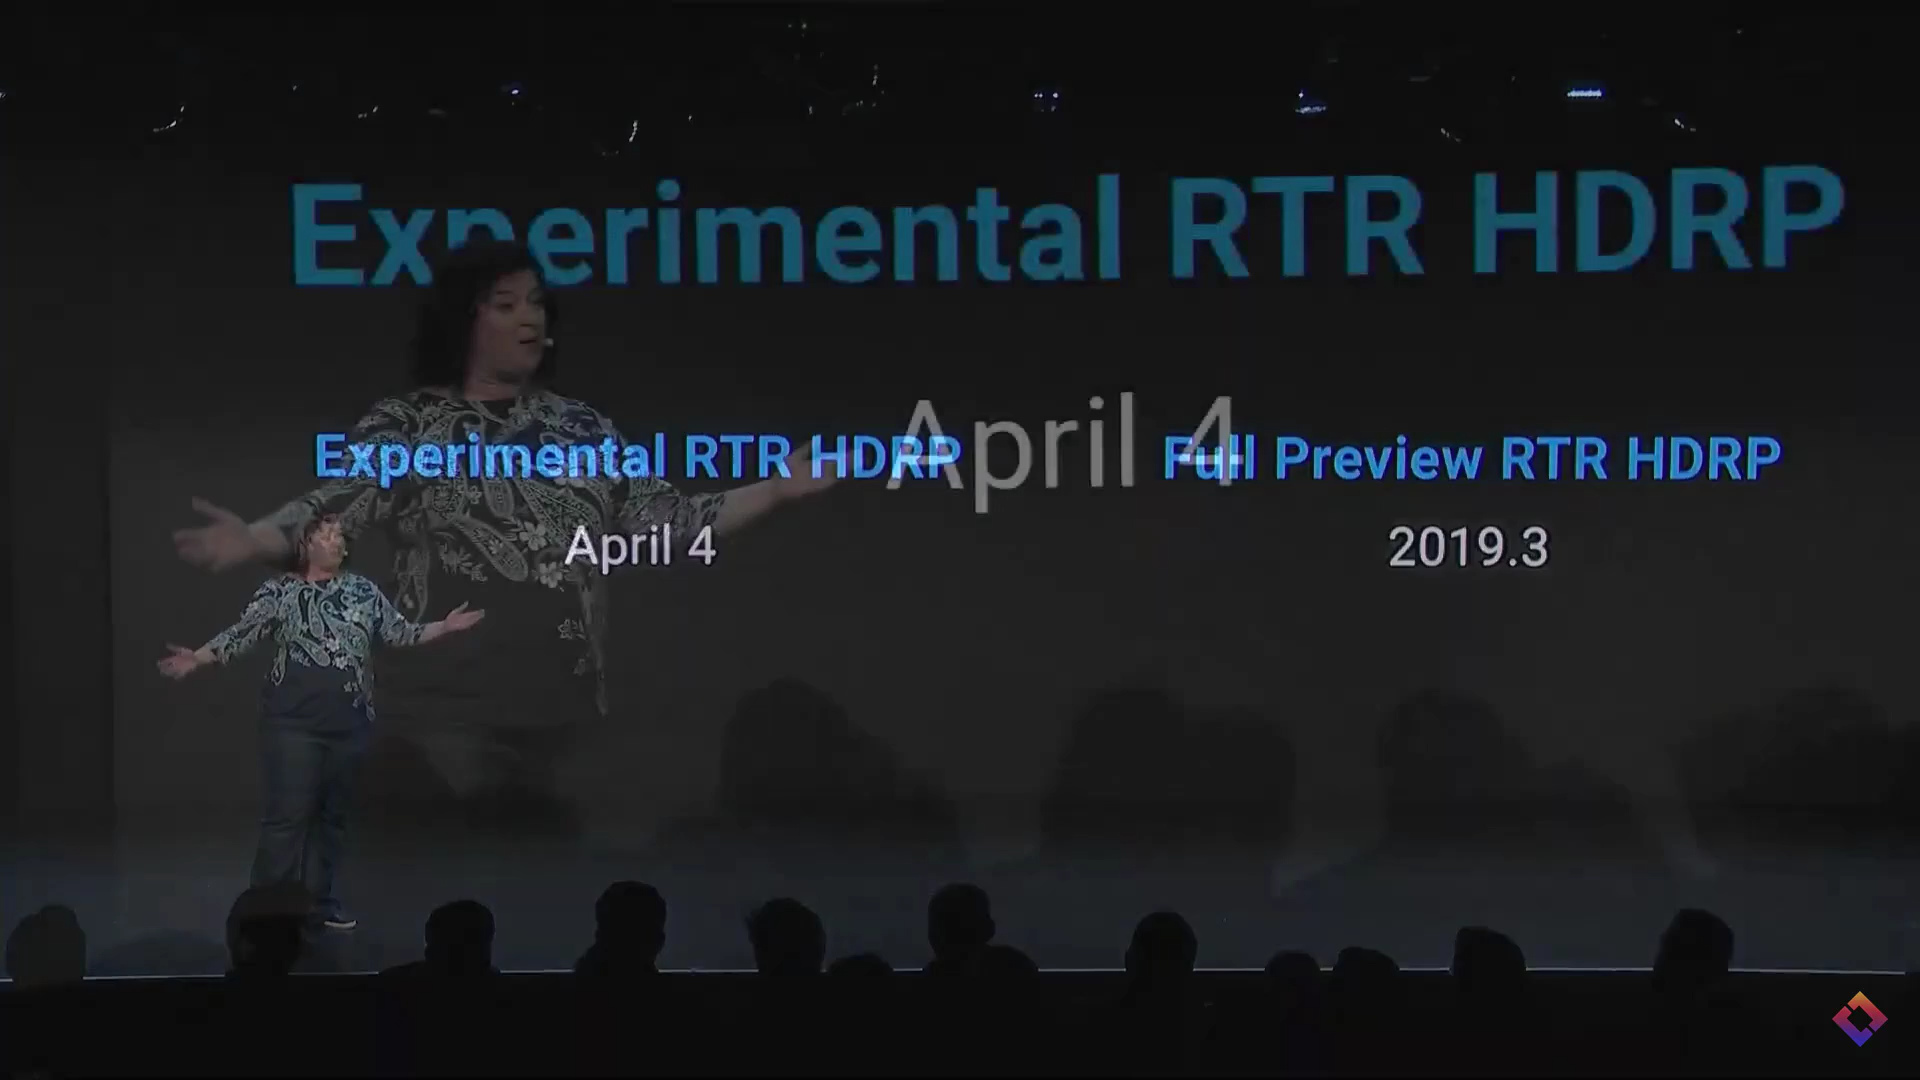 Experimental RTR HDRP
April 4
Experimental RTR HDRP
April 4
Full Preview RTR HDRP
2019.3